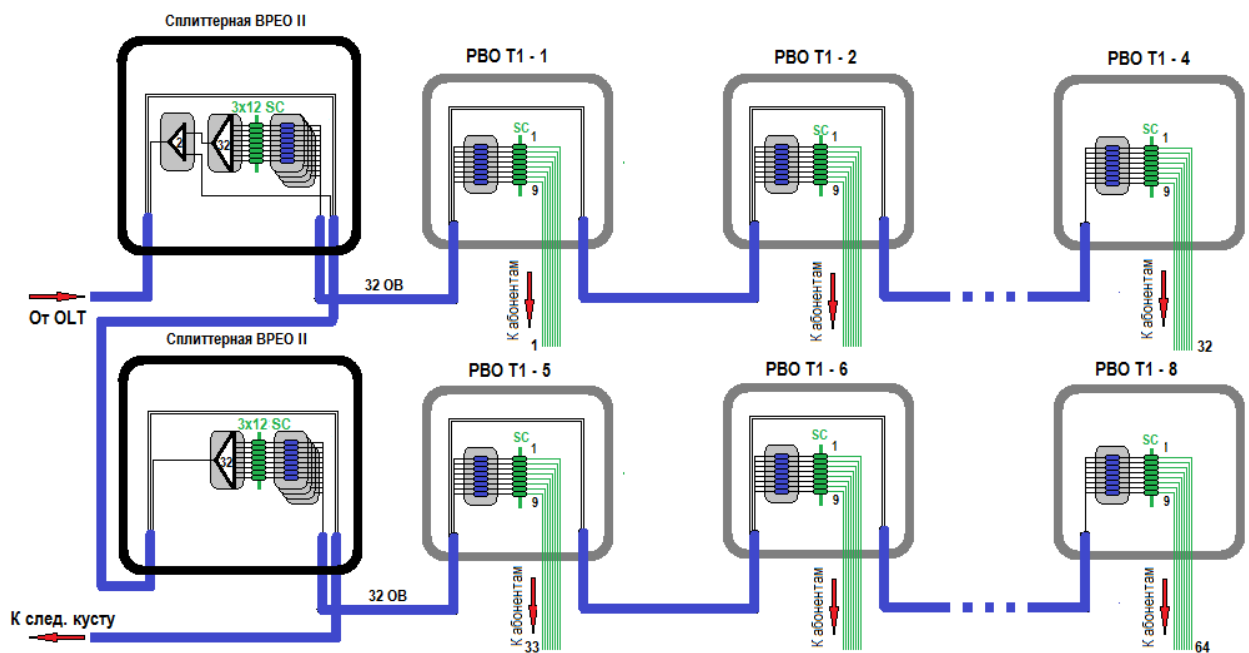 Сплиттерная ВРЕО II
РВО Т1 - 1
РВО Т1 - 2
РВО Т1 - 4
3x12 SC
2
32
SC
1
9
SC
1
9
SC
1
9
От OLT
32 ОВ
К абонентам
1
К абонентам
К абонентам
32
Сплиттерная ВРЕО II
РВО Т1 - 5
РВО Т1 - 6
РВО Т1 - 8
3x12 SC
32
SC
1
9
SC
1
9
SC
1
9
32 ОВ
К след. кусту
К абонентам
33
К абонентам
К абонентам
64